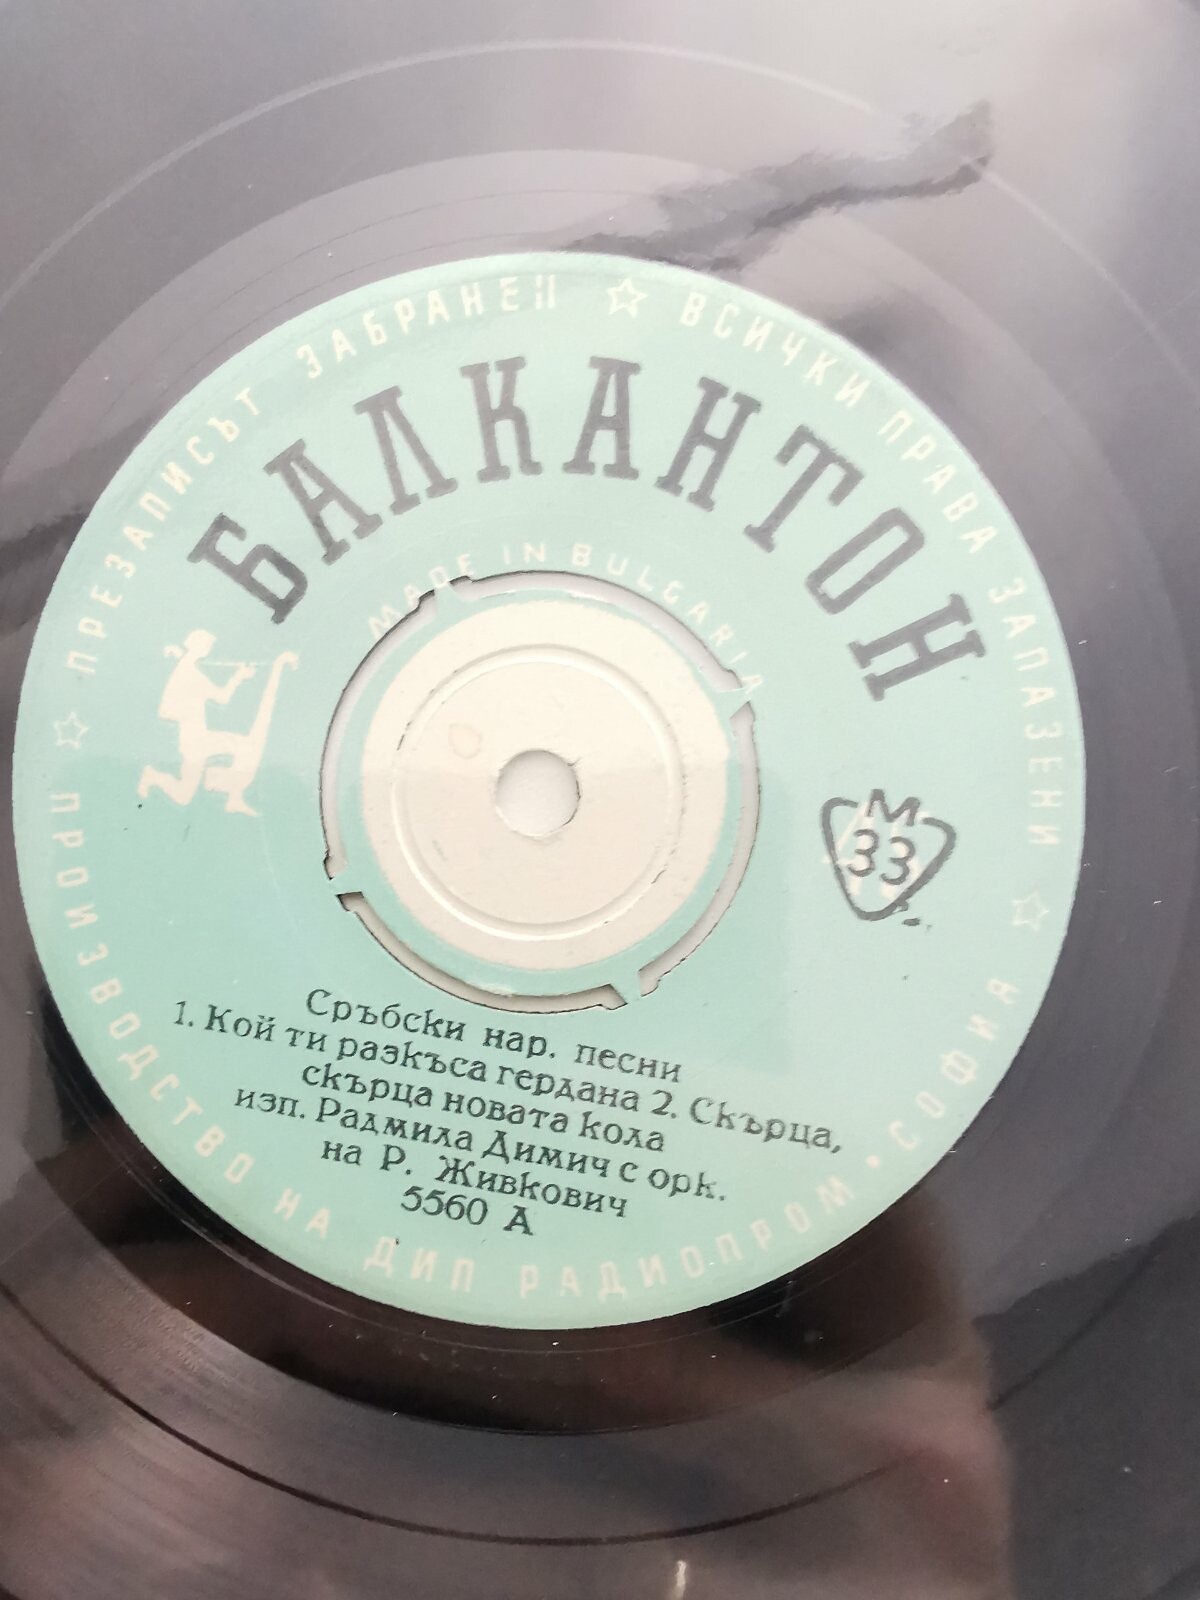 ПРЕЗАПИСЪТ ЗАБРАНЕН ☆ ВСИЧКИ ПРАВА ЗАПАЗЕНИ ☆
БАЛКАНТОН
MADE IN BULGARIA
М
33
Сръбски нар. песни
1. Кой ти разкъса гердана 2. Скърца,
скърца новата кола
изп. Радмила Димич с орк.
на Р. Живкович
5560 А
ПРОИЗВОДСТВО НА ДИП РАДИОПРОМ • СОФИЯ